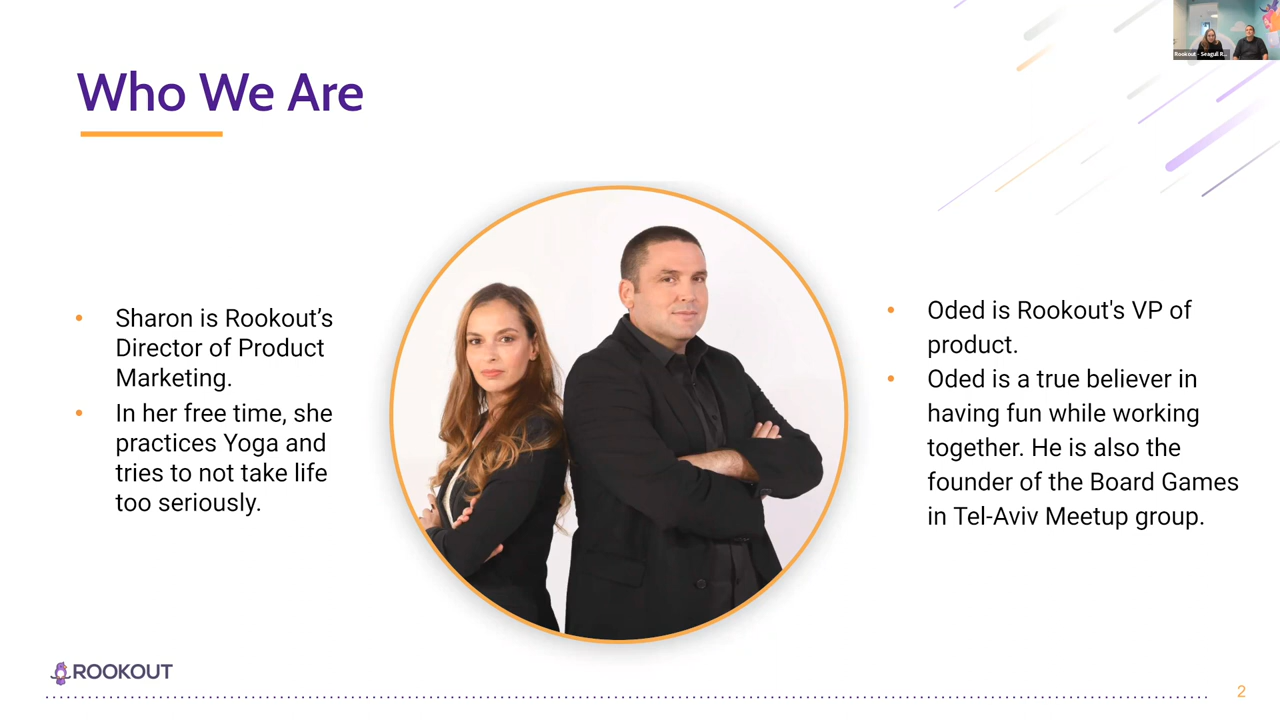 Rookout - Seagull R...
Who We Are
Sharon is Rookout’s
Director of Product
Marketing.
In her free time, she
practices Yoga and
tries to not take life
too seriously.
Oded is Rookout's VP of
product.
Oded is a true believer in
having fun while working
together. He is also the
founder of the Board Games
in Tel-Aviv Meetup group.
ROOKOUT
2